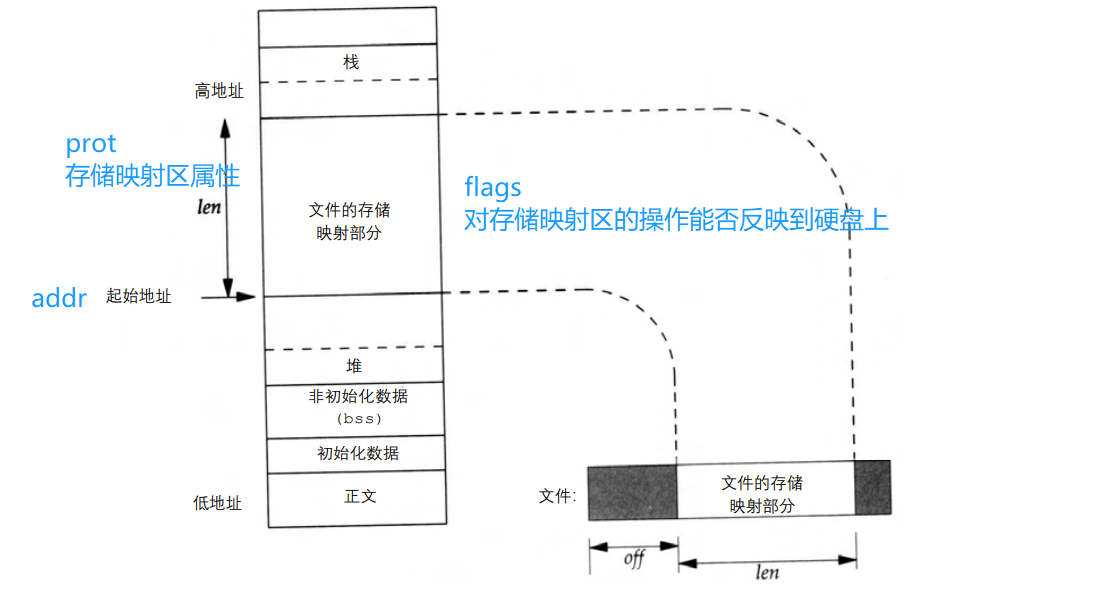 栈
高地址
prot
存储映射区属性
len
flags
对存储映射区的操作能否反映到硬盘上
文件的存储
映射部分
addr
起始地址
堆
非初始化数据
(bss)
初始化数据
低地址
正文
文件:
文件的存储
映射部分
off
len